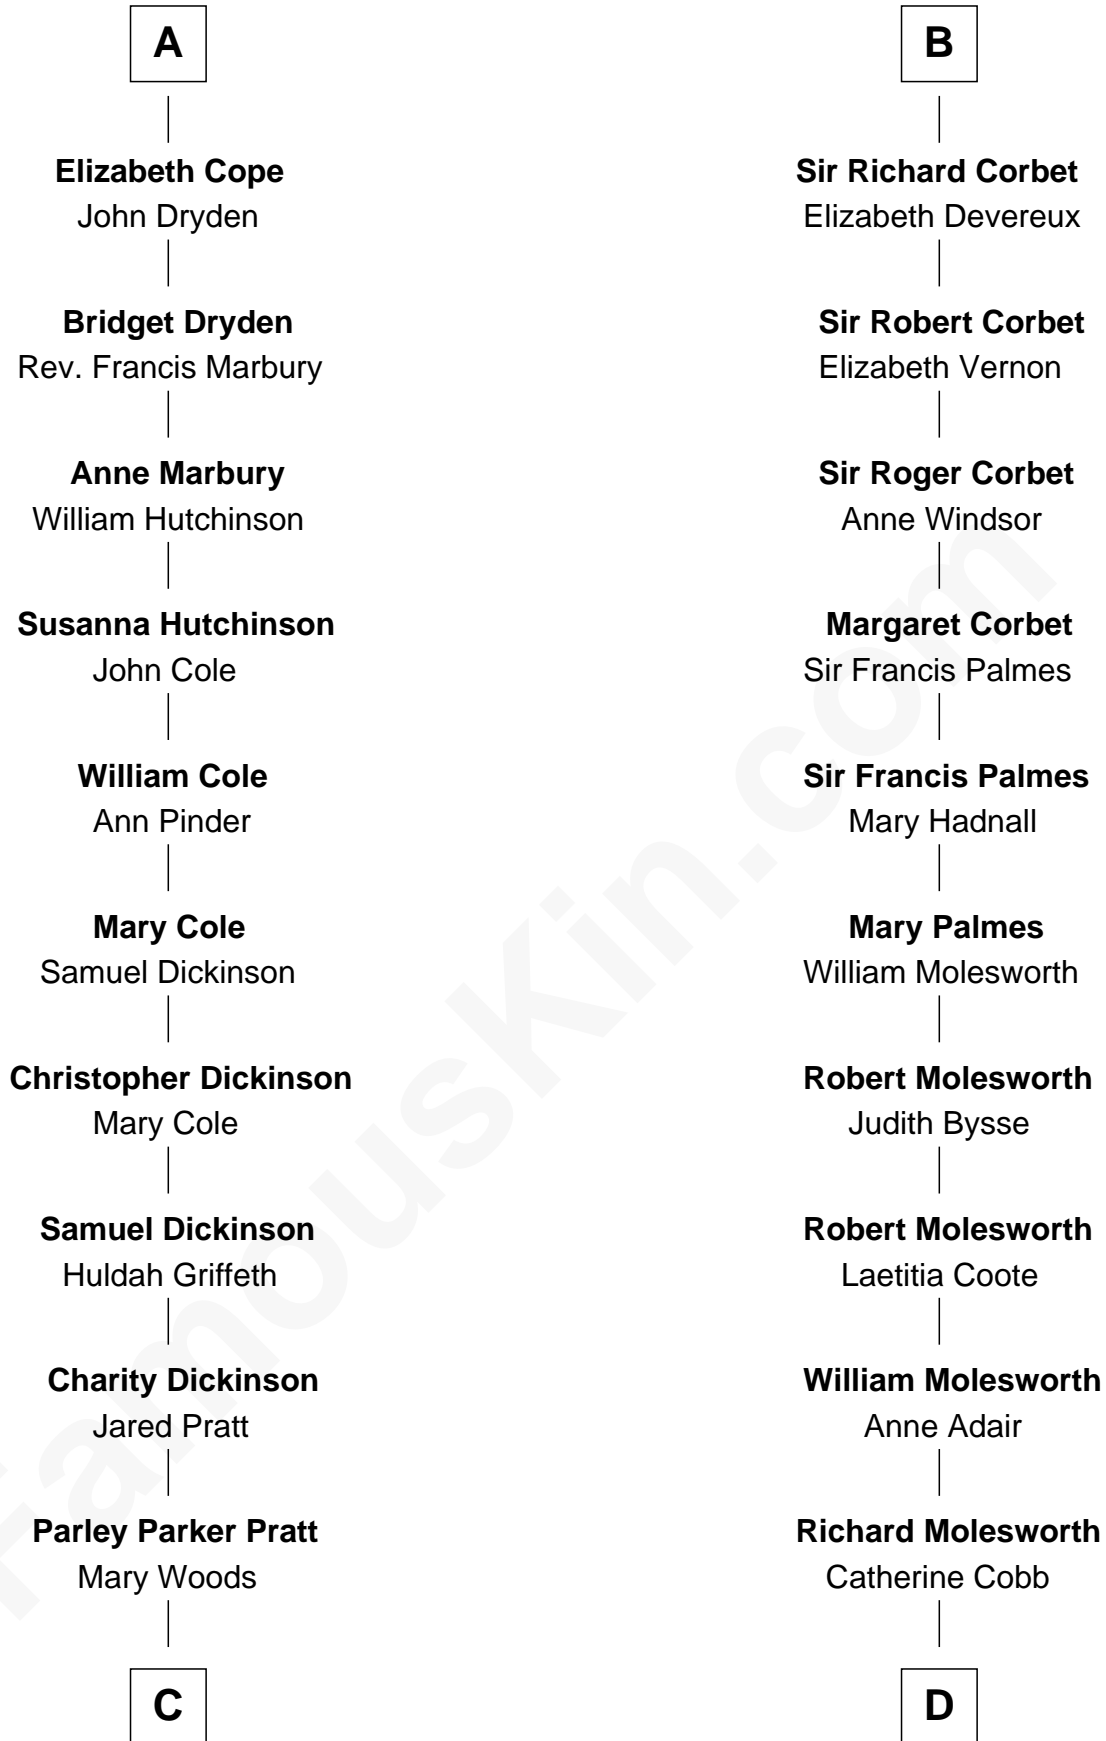 A
Elizabeth Cope
John Dryden
Bridget Dryden
Rev. Francis Marbury
Anne Marbury
William Hutchinson
Susanna Hutchinson
John Cole
William Cole
Ann Pinder
Mary Cole
Samuel Dickinson
Christopher Dickinson
Mary Cole
Samuel Dickinson
Huldah Griffeth
Charity Dickinson
Jared Pratt
Parley Parker Pratt
Mary Woods
C
B
Sir Richard Corbet
Elizabeth Devereux
Sir Robert Corbet
Elizabeth Vernon
Sir Roger Corbet
Anne Windsor
Margaret Corbet
Sir Francis Palmes
Sir Francis Palmes
Mary Hadnall
Mary Palmes
William Molesworth
Robert Molesworth
Judith Bysse
Robert Molesworth
Laetitia Coote
William Molesworth
Anne Adair
Richard Molesworth
Catherine Cobb
D
FamousKin.com